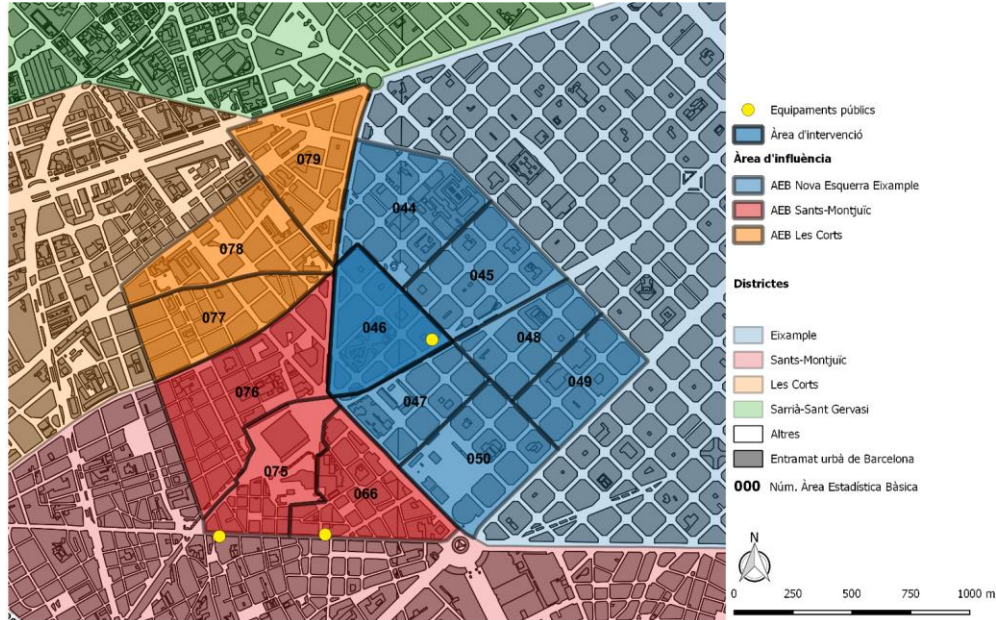 079
044
078
045
077
046
048
076
049
047
075
050
066
Equipaments públics
Àrea d'intervenció
Àrea d'influència
AEB Nova Esquerra Eixample
AEB Sants-Montjuïc
AEB Les Corts
Districtes
Eixample
Sants-Montjuïc
Les Corts
Sarrià-Sant Gervasi
Altres
Entramat urbà de Barcelona
000 Núm. Àrea Estadística Bàsica
N
0 250 500 750 1000 m